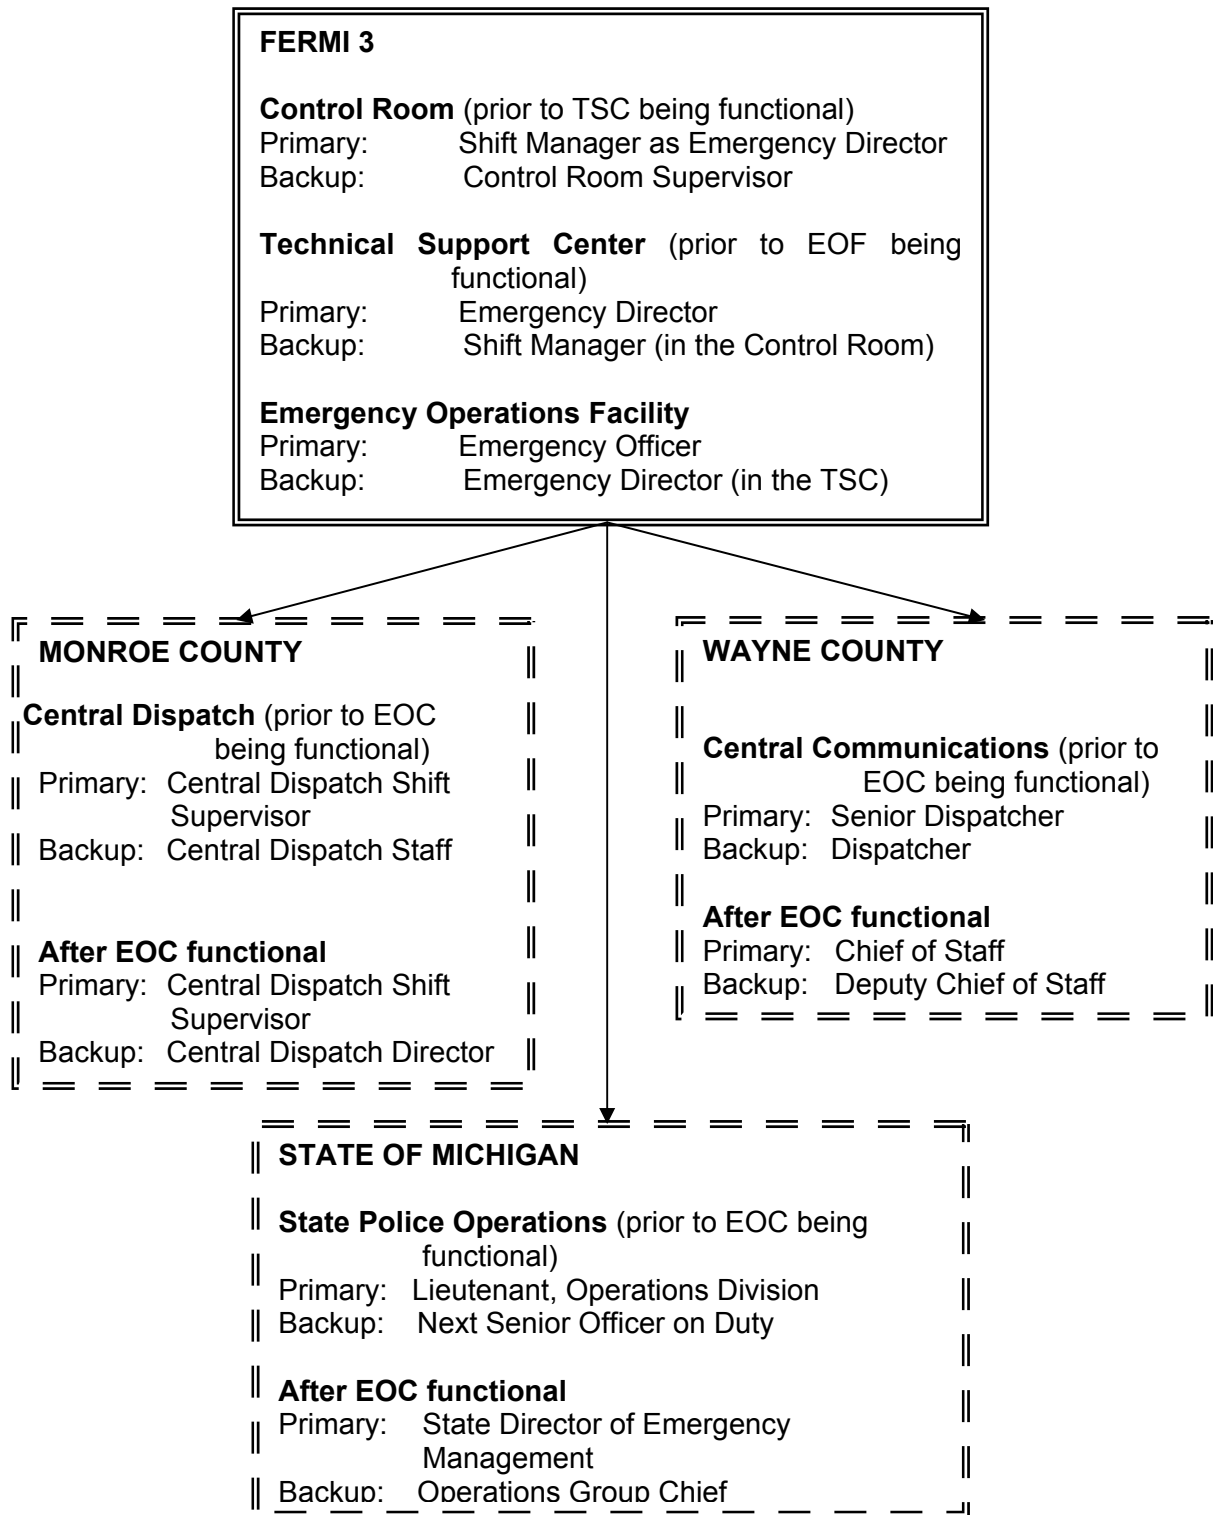 FERMI 3
Control Room (prior to TSC being functional)
Primary: Shift Manager as Emergency Director
Backup: Control Room Supervisor
Technical Support Center (prior to EOF being
functional)
Primary: Emergency Director
Backup: Shift Manager (in the Control Room)
Emergency Operations Facility
Primary: Emergency Officer
Backup: Emergency Director (in the TSC)
MONROE COUNTY
Central Dispatch (prior to EOC
being functional)
Primary: Central Dispatch Shift
Supervisor
Backup: Central Dispatch Staff
After EOC functional
Primary: Central Dispatch Shift
Supervisor
Backup: Central Dispatch Director
WAYNE COUNTY
Central Communications (prior to
EOC being functional)
Primary: Senior Dispatcher
Backup: Dispatcher
After EOC functional
Primary: Chief of Staff
Backup: Deputy Chief of Staff
STATE OF MICHIGAN
State Police Operations (prior to EOC being
functional)
Primary: Lieutenant, Operations Division
Backup: Next Senior Officer on Duty
After EOC functional
Primary: State Director of Emergency
Management
Backup: Operations Group Chief